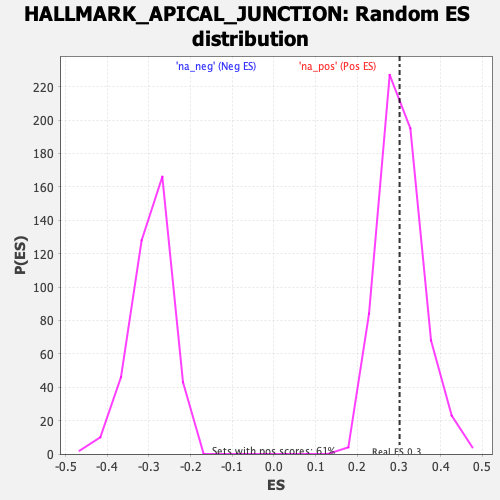 HALLMARK_APICAL_JUNCTION: Random ES
distribution
'na_neg' (Neg ES) 'na_pos' (Pos ES)
220
200
180
160
140
120
100
80
60
40
20
0
P(ES)
Sets with pos scores: 61%
Real ES 0.3
-0.5 -0.4 -0.3 -0.2 -0.1 0.0 0.1 0.2 0.3 0.4 0.5
ES